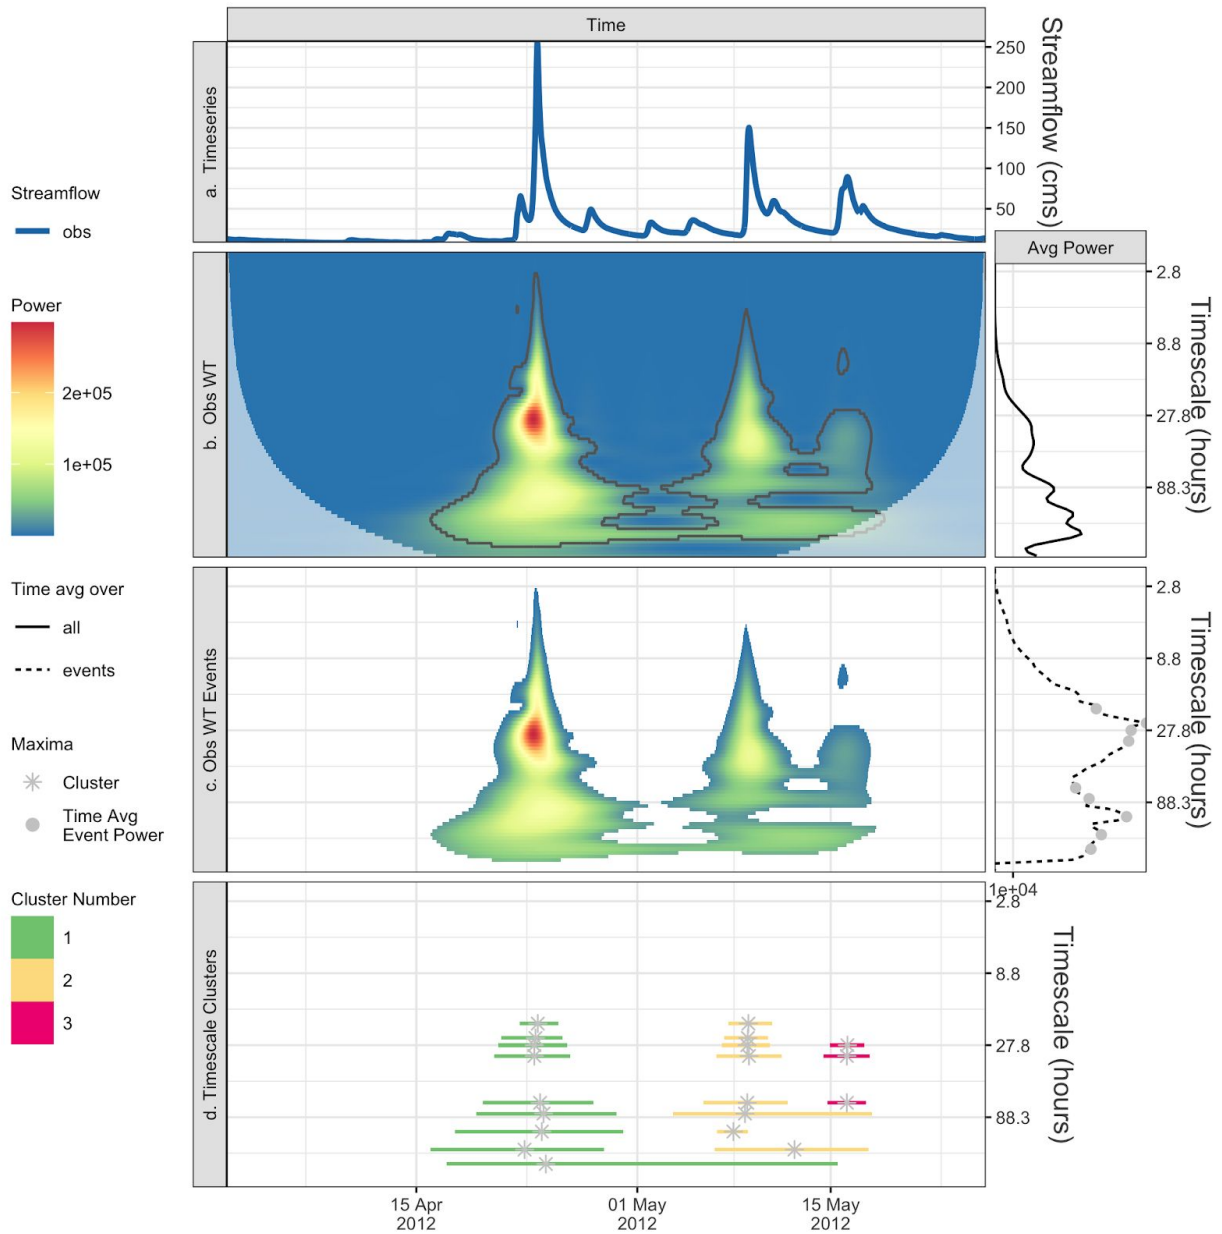 Time
a. Timeseries
250
200
150
100
50
Streamflow (cms)
Streamflow
obs
Avg Power
Power
2e+05
1e+05
b. Obs WT
2.8
8.8
27.8
88.3
Timescale (hours)
Time avg over
all
events
c. Obs WT Events
2.8
8.8
27.8
88.3
Timescale (hours)
Maxima
Cluster
Time Avg
Event Power
1e+04
Cluster Number
1
2
3
d. Timescale Clusters
2.8
8.8
27.8
88.3
Timescale (hours)
15 Apr
2012
01 May
2012
15 May
2012